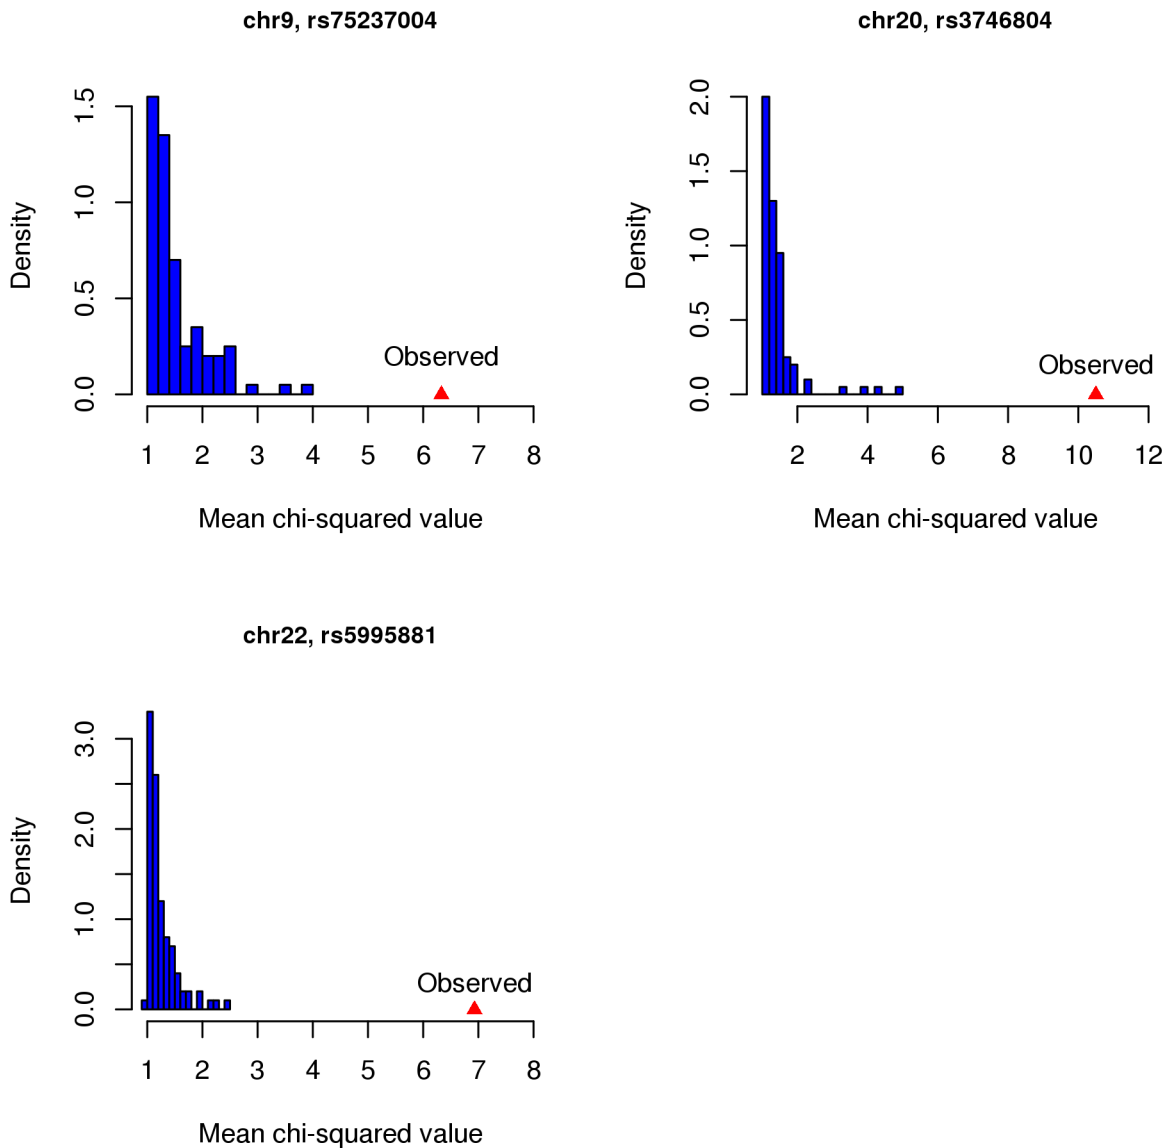 chr9, rs75237004
Density
0.0 0.5 1.0 1.5
Observed
1 2 3 4 5 6 7 8
Mean chi-squared value
chr20, rs3746804
Density
0.0 0.5 1.0 1.5 2.0
Observed
2 4 6 8 10 12
Mean chi-squared value
chr22, rs5995881
Density
0.0 1.0 2.0 3.0
Observed
1 2 3 4 5 6 7 8
Mean chi-squared value